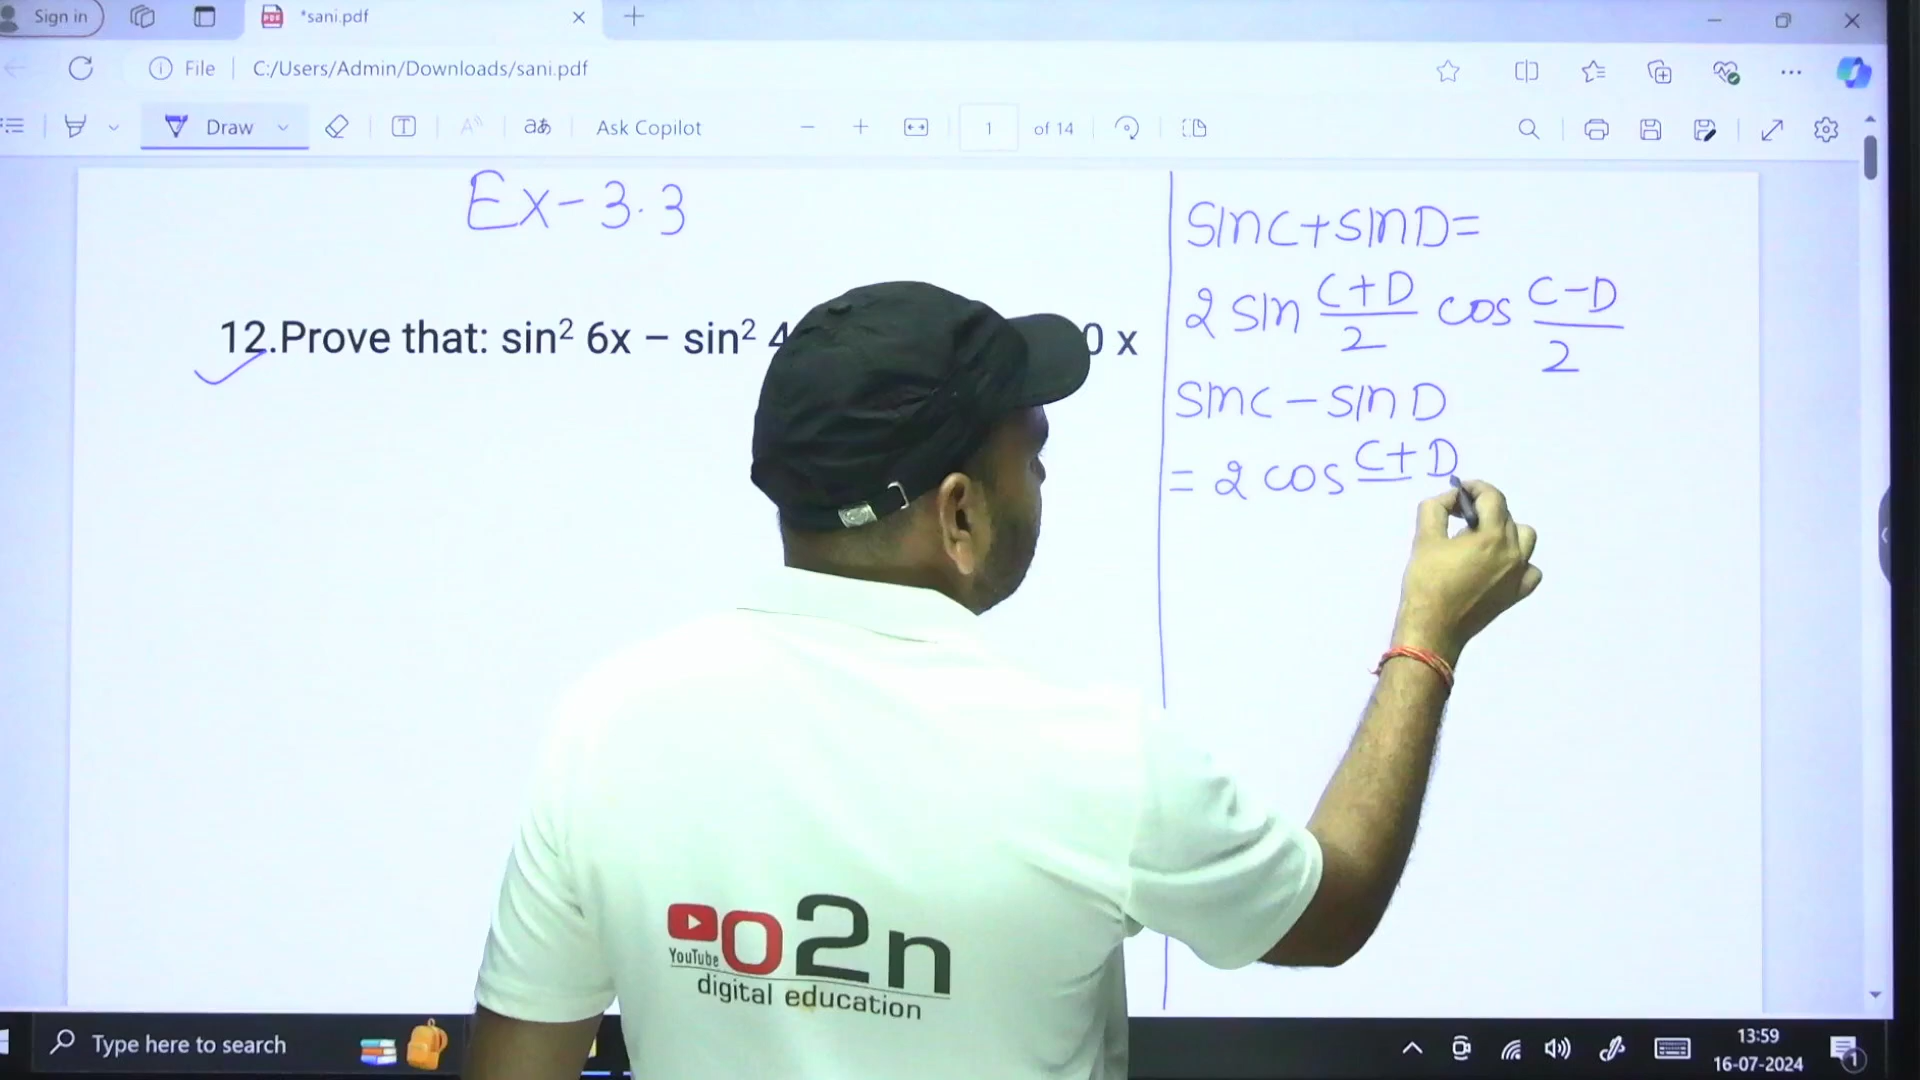 Sign in
*sani.pdf
File
C:/Users/Admin/Downloads/sani.pdf
Draw
Ask Copilot
1 of 14
Ex-3.3
12.Prove that: sin² 6x – sin² 4
0 x
sinC+sinD=
2 sin (C+D)/2 cos (C-D)/2
sinC-sinD
= 2 cos C+D
YouTube
o2n
digital education
Type here to search
13:59
16-07-2024
1